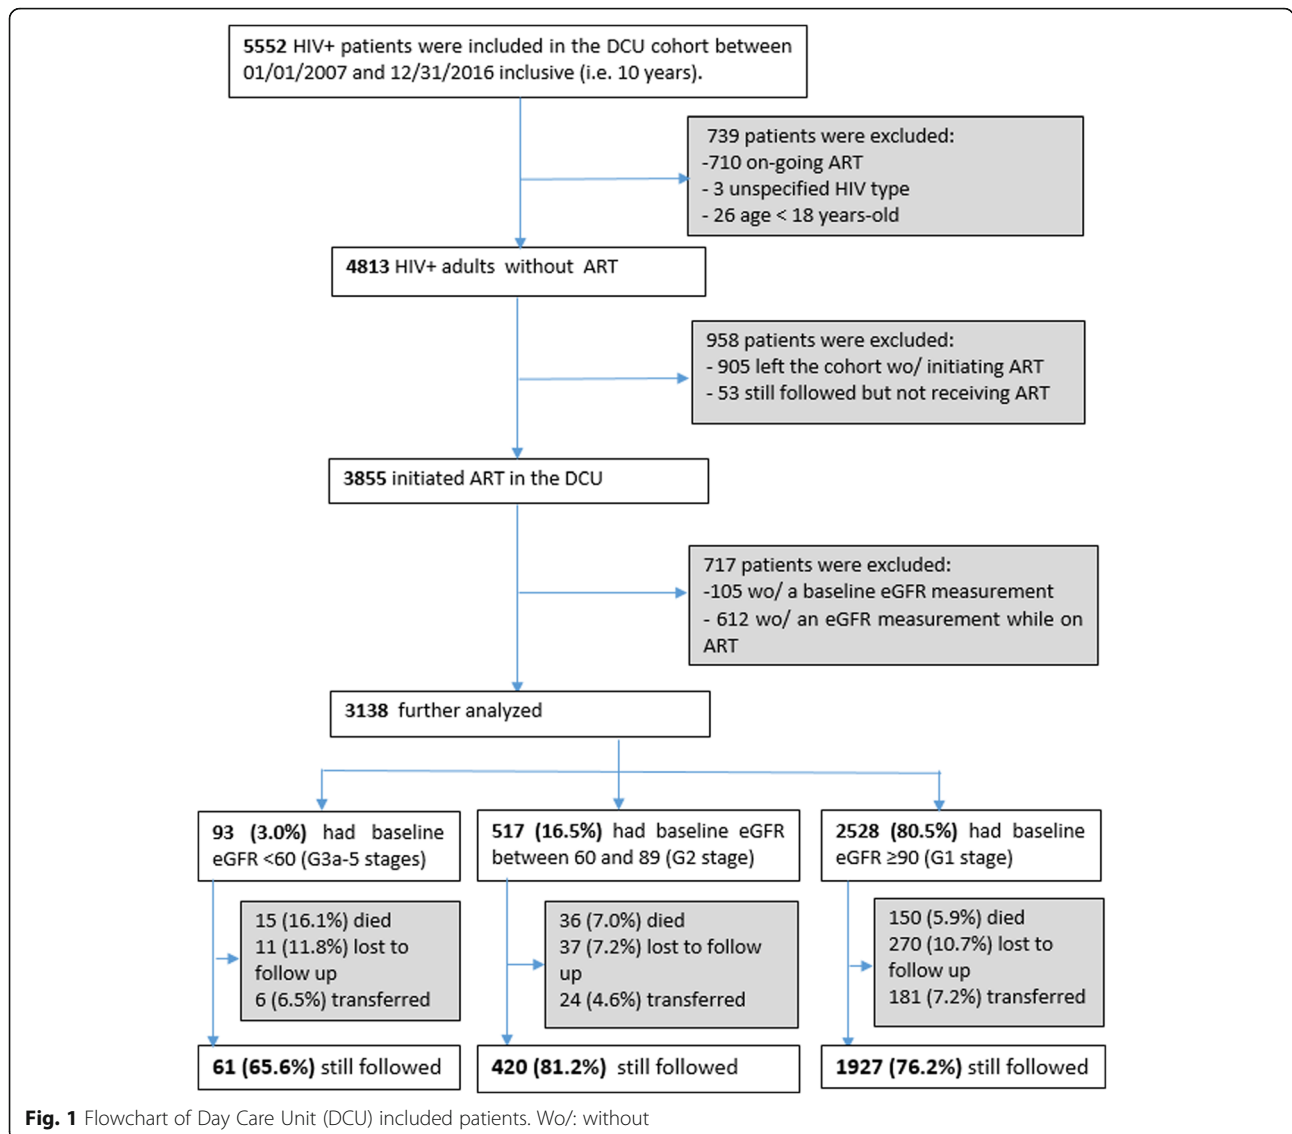 5552 HIV+ patients were included in the DCU cohort between
01/01/2007 and 12/31/2016 inclusive (i.e. 10 years).
739 patients were excluded:
-710 on-going ART
- 3 unspecified HIV type
- 26 age < 18 years-old
4813 HIV+ adults without ART
958 patients were excluded:
- 905 left the cohort wo/ initiating ART
- 53 still followed but not receiving ART
3855 initiated ART in the DCU
717 patients were excluded:
-105 wo/ a baseline eGFR measurement
- 612 wo/ an eGFR measurement while on
ART
3138 further analyzed
93 (3.0%) had baseline
eGFR <60 (G3a-5 stages)
517 (16.5%) had baseline eGFR
between 60 and 89 (G2 stage)
2528 (80.5%) had baseline
eGFR ≥90 (G1 stage)
15 (16.1%) died
11 (11.8%) lost to
follow up
6 (6.5%) transferred
36 (7.0%) died
37 (7.2%) lost to follow
up
24 (4.6%) transferred
150 (5.9%) died
270 (10.7%) lost to
follow up
181 (7.2%) transferred
61 (65.6%) still followed
420 (81.2%) still followed
1927 (76.2%) still followed
Fig. 1 Flowchart of Day Care Unit (DCU) included patients. Wo/: without